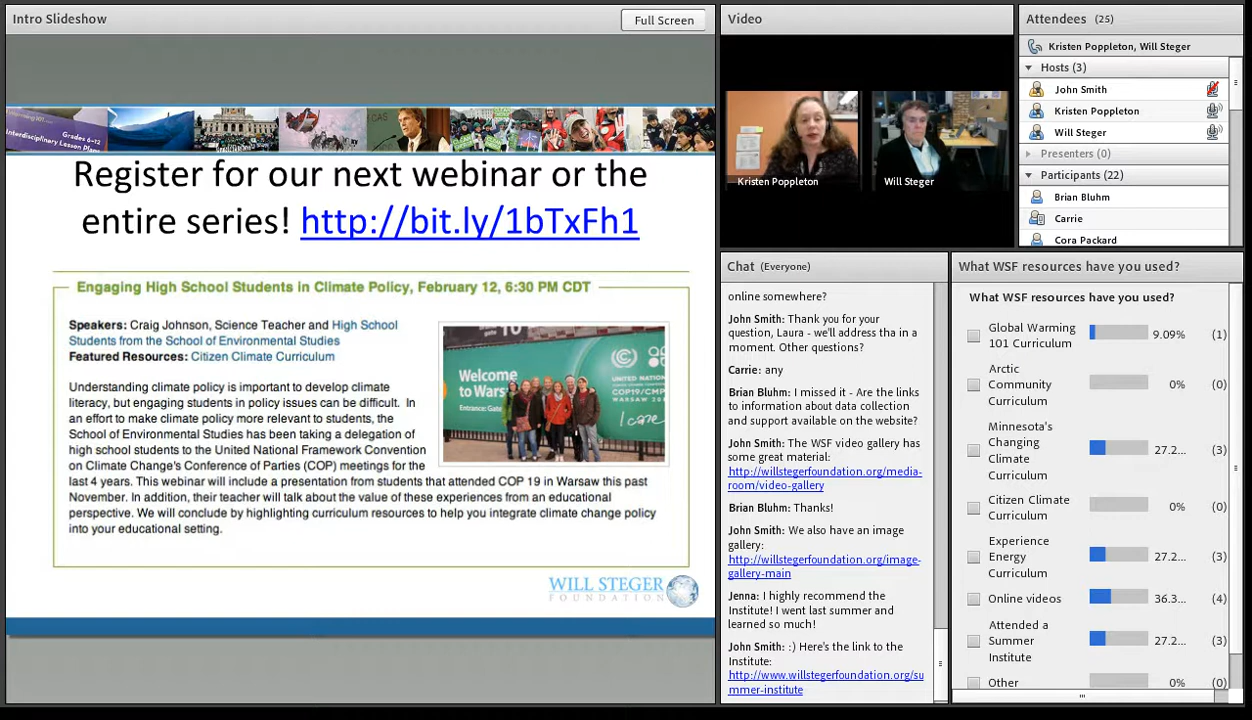 Intro Slideshow
Full Screen
Interdisciplinary Lesson Plans
Grades 6-12
CAS
Register for our next webinar or the
entire series! http://bit.ly/1bTxFh1
Engaging High School Students in Climate Policy, February 12, 6:30 PM CDT
Speakers: Craig Johnson, Science Teacher and High School
Students from the School of Environmental Studies
Featured Resources: Citizen Climate Curriculum
Understanding climate policy is important to develop climate
literacy, but engaging students in policy issues can be difficult. In
an effort to make climate policy more relevant to students, the
School of Environmental Studies has been taking a delegation of
high school students to the United National Framework Convention
on Climate Change's Conference of Parties (COP) meetings for the
last 4 years. This webinar will include a presentation from students that attended COP 19 in Warsaw this past
November. In addition, their teacher will talk about the value of these experiences from an educational
perspective. We will conclude by highlighting curriculum resources to help you integrate climate change policy
into your educational setting.
10
Welcome
to Wars
Entrance: Gate
UNITED NATION
COP19/CMP
WARSAW
I care
WILL STEGER
FOUNDATION
Video
Kristen Poppleton
Will Steger
Attendees (25)
Kristen Poppleton, Will Steger
Hosts (3)
John Smith
Kristen Poppleton
Will Steger
Presenters (0)
Participants (22)
Brian Bluhm
Carrie
Cora Packard
Chat (Everyone)
online somewhere?
John Smith: Thank you for your
question, Laura - we'll address tha in a
moment. Other questions?
Carrie: any
Brian Bluhm: I missed it - Are the links
to information about data collection
and support available on the website?
John Smith: The WSF video gallery has
some great material:
http://willstegerfoundation.org/media-
room/video-gallery
Brian Bluhm: Thanks!
John Smith: We also have an image
gallery:
http://willstegerfoundation.org/image-
gallery-main
Jenna: I highly recommend the
Institute! I went last summer and
learned so much!
John Smith: :) Here's the link to the
Institute:
http://www.willstegerfoundation.org/su
mmer-institute
What WSF resources have you used?
What WSF resources have you used?
Global Warming
101 Curriculum
9.09% (1)
Arctic
Community
Curriculum
0% (0)
Minnesota's
Changing
Climate
Curriculum
27.2... (3)
Citizen Climate
Curriculum
0% (0)
Experience
Energy
Curriculum
27.2... (3)
Online videos 36.3... (4)
Attended a
Summer
Institute
27.2... (3)
Other 0% (0)